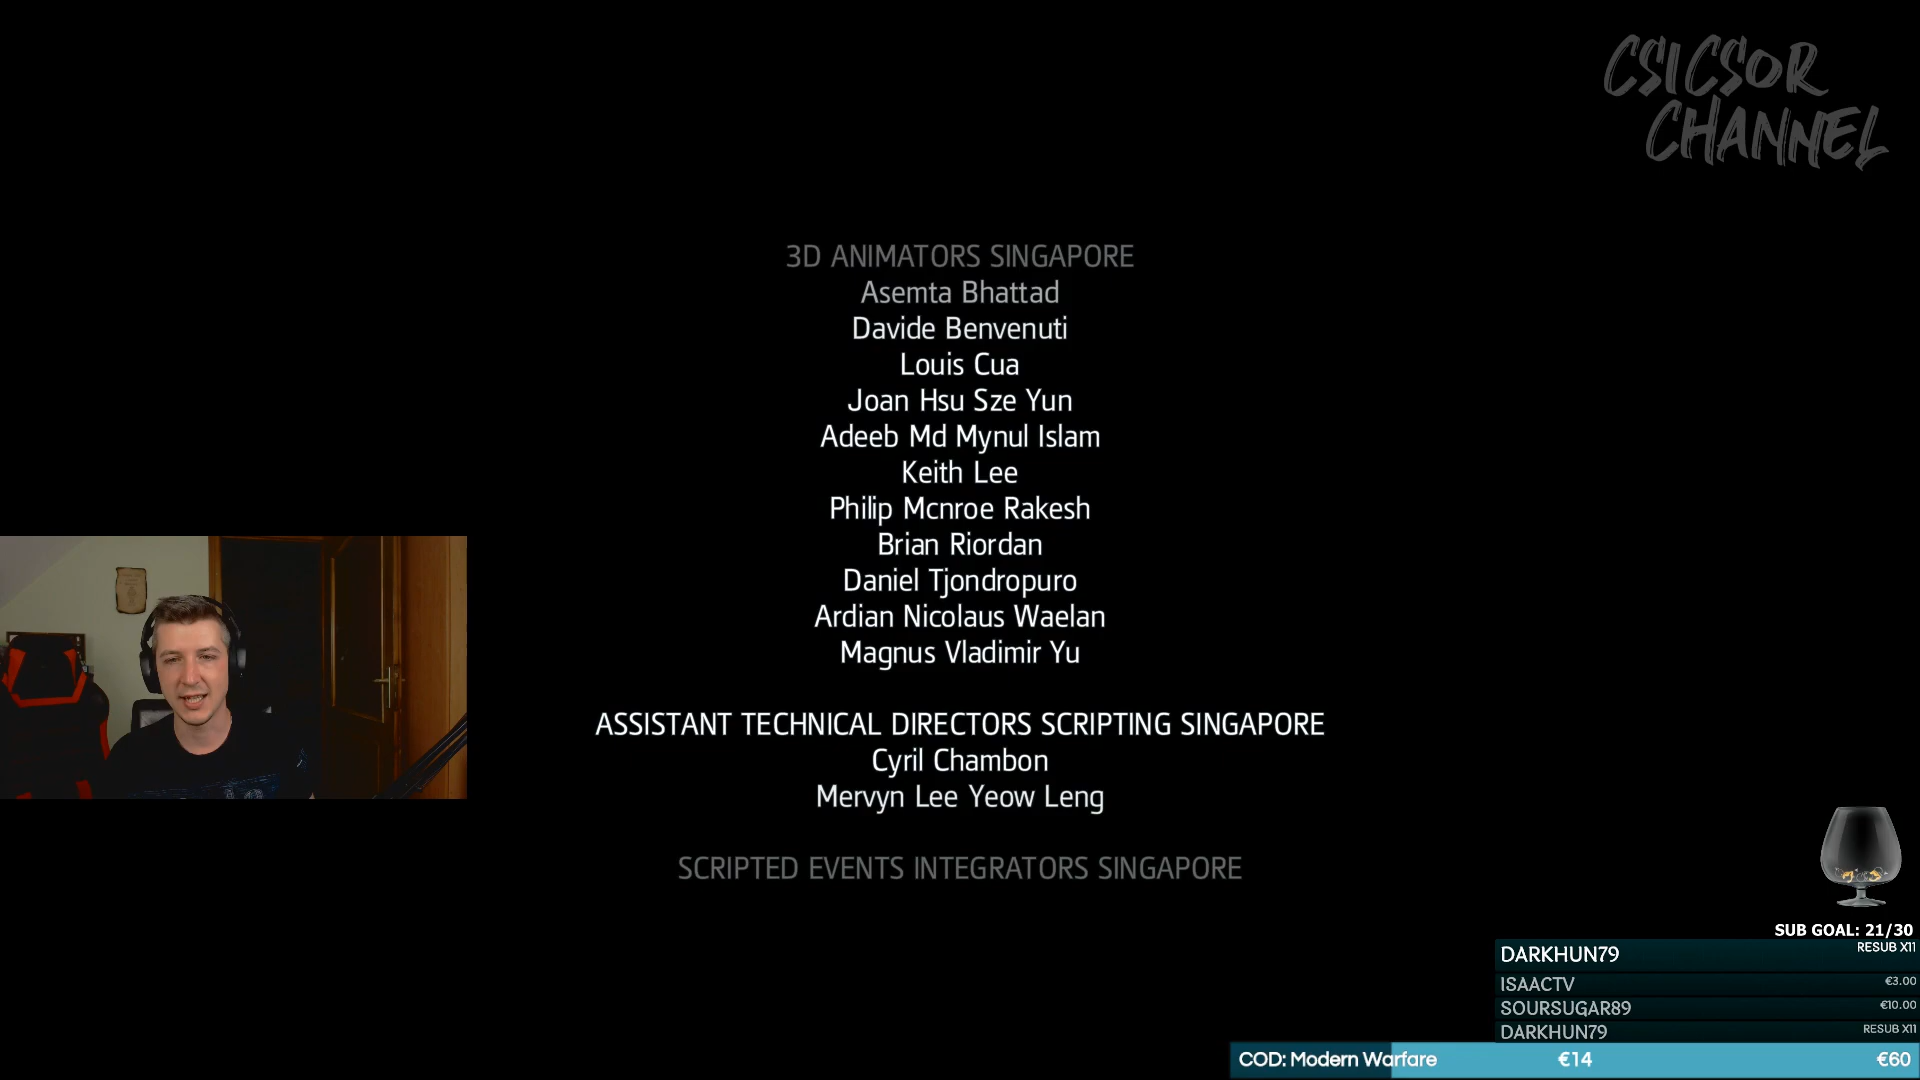 CSICSOR
CHANNEL
3D ANIMATORS SINGAPORE
Asemta Bhattad
Davide Benvenuti
Louis Cua
Joan Hsu Sze Yun
Adeeb Md Mynul Islam
Keith Lee
Philip Mcnroe Rakesh
Brian Riordan
Daniel Tjondropuro
Ardian Nicolaus Waelan
Magnus Vladimir Yu
ASSISTANT TECHNICAL DIRECTORS SCRIPTING SINGAPORE
Cyril Chambon
Mervyn Lee Yeow Leng
SCRIPTED EVENTS INTEGRATORS SINGAPORE
SUB GOAL: 21/30
DARKHUN79 RESUB X11
ISAACTV €3.00
SOURSUGAR89 €10.00
DARKHUN79 RESUB X11
COD: Modern Warfare €14 €60